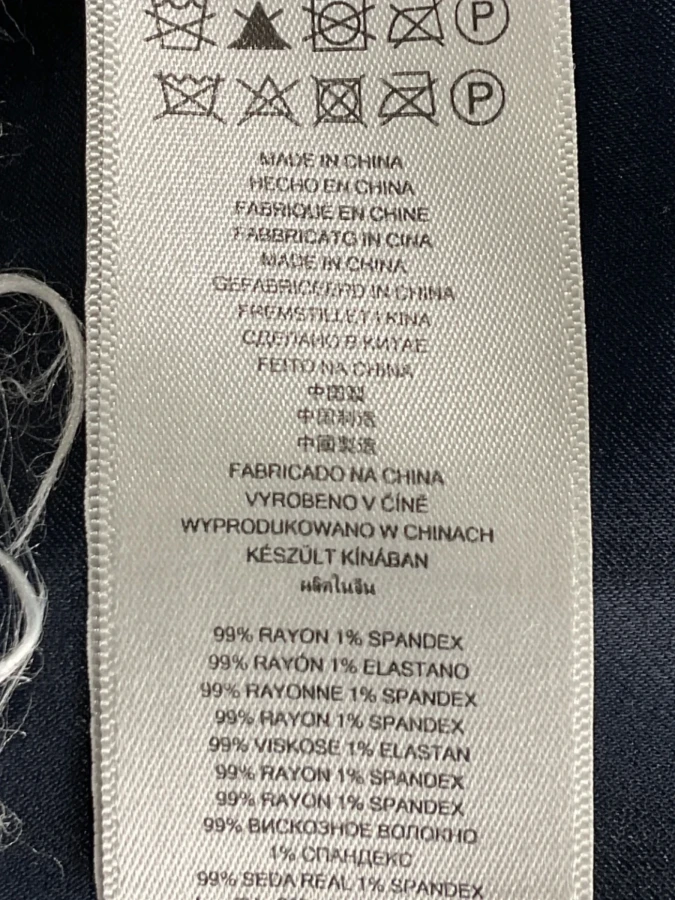 P
P
MADE IN CHINA
HECHO EN CHINA
FABRIQUÉ EN CHINE
FABBRICATO IN CINA
MADE IN CHINA
GEFABRICEERD IN CHINA
FREMSTILLET I KINA
СДЕЛАНО В КИТАЕ
FEITO NA CHINA
中国製
中国制造
中國製造
FABRICADO NA CHINA
VYROBENO V ČÍNĚ
WYPRODUKOWANO W CHINACH
KÉSZÜLT KÍNÁBAN
ผลิตในจีน
99% RAYON 1% SPANDEX
99% RAYÓN 1% ELASTANO
99% RAYONNE 1% SPANDEX
99% RAYON 1% SPANDEX
99% VISKOSE 1% ELASTAN
99% RAYON 1% SPANDEX
99% RAYON 1% SPANDEX
99% ВИСКОЗНОЕ ВОЛОКНО
1% СПАНДЕКС
99% SEDA REAL 1% SPANDEX